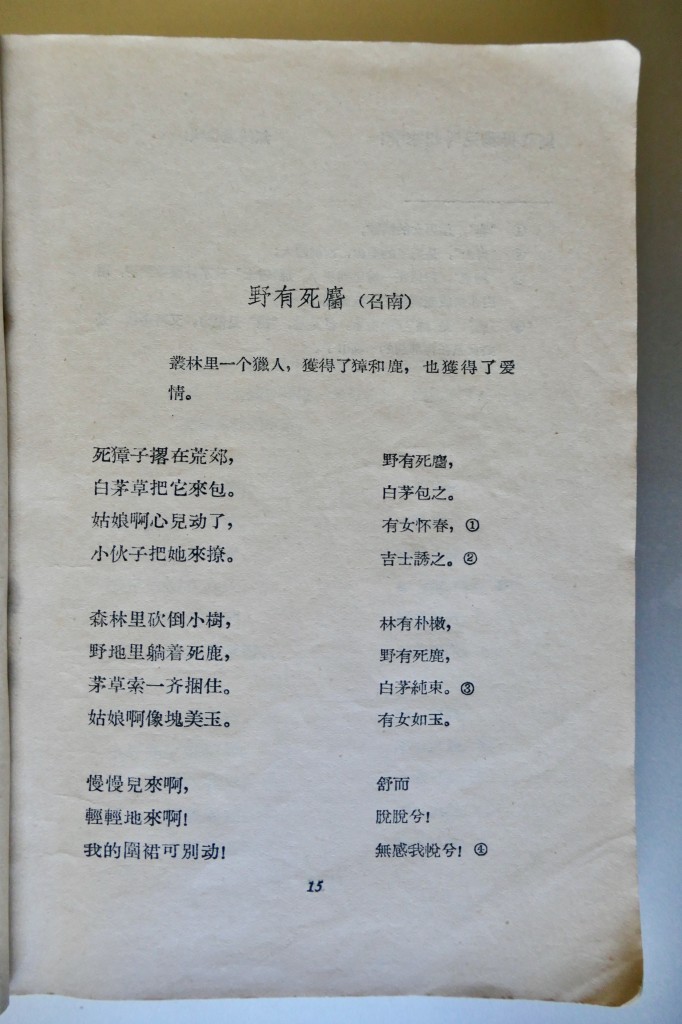 野有死麕（召南）
叢林里一个獵人，獲得了獐和鹿，也獲得了爱
情。
死獐子撂在荒郊，
白茅草把它來包。
姑娘啊心兒动了，
小伙子把她來撩。
森林里砍倒小樹，
野地里躺着死鹿，
茅草索一齐捆住。
姑娘啊像塊美玉。
慢慢兒來啊，
輕輕地來啊！
我的圍裙可別动！
野有死麕，
白茅包之。
有女怀春，①
吉士誘之。②
林有朴樕，
野有死鹿，
白茅純束。③
有女如玉。
舒而
脫脫兮！
無感我帨兮！④
15